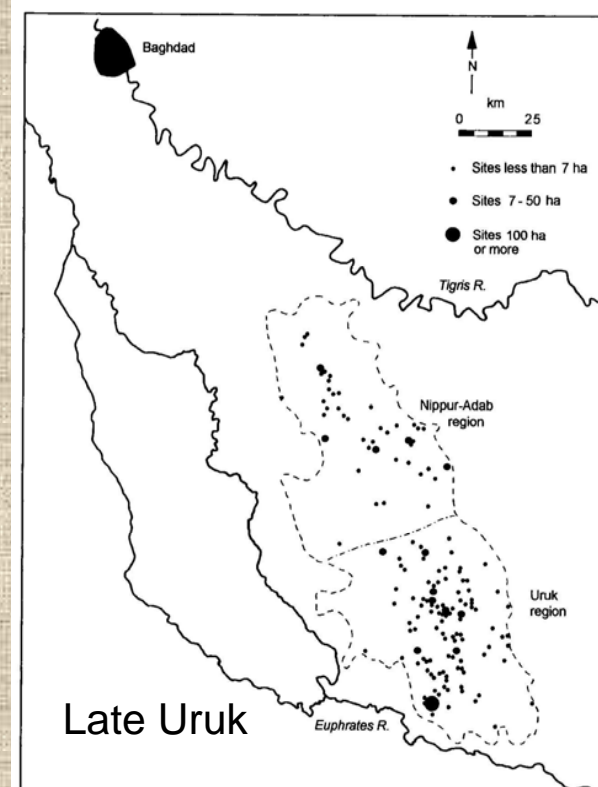 Baghdad
N
km
0 25
Sites less than 7 ha
Sites 7 - 50 ha
Sites 100 ha
or more
Tigris R.
Nippur-Adab
region
Uruk
region
Late Uruk
Euphrates R.